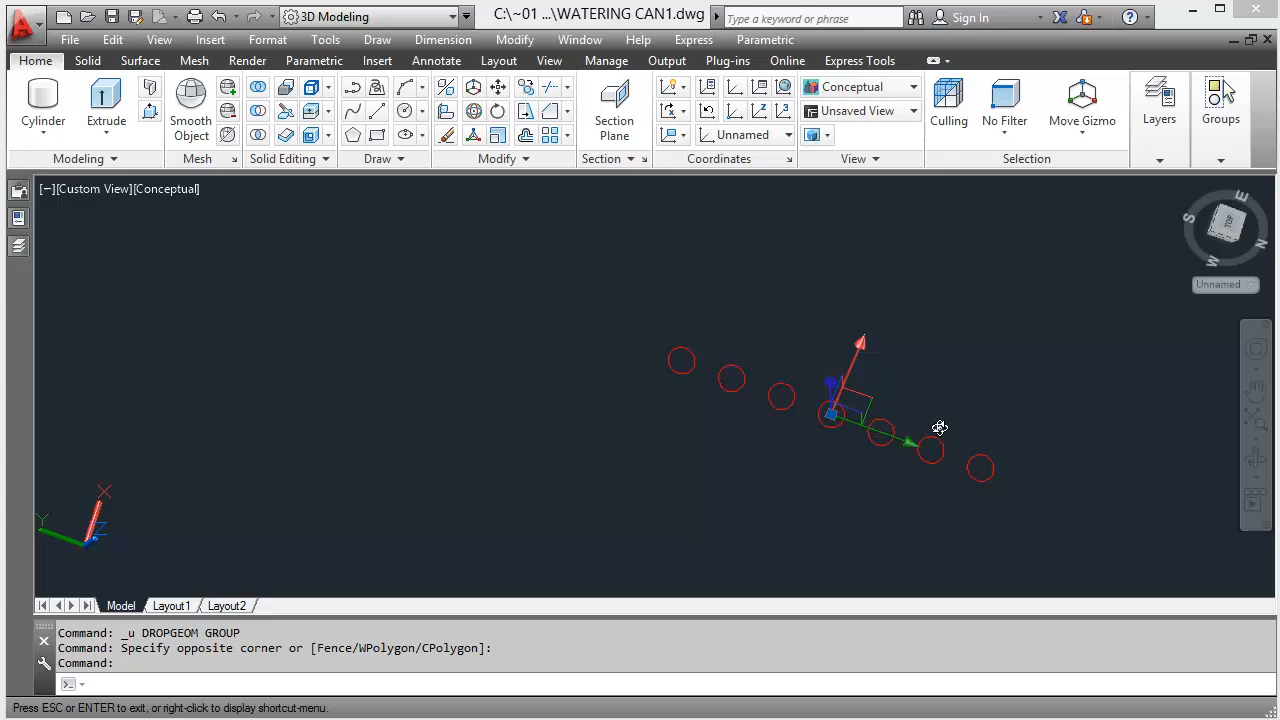 3D Modeling
C:\~01 ...\WATERING CAN1.dwg
Type a keyword or phrase
Sign In
File Edit View Insert Format Tools Draw Dimension Modify Window Help Express Parametric
Home Solid Surface Mesh Render Parametric Insert Annotate Layout View Manage Output Plug-ins Online Express Tools
Cylinder Extrude Smooth Object Section Plane Conceptual Unsaved View Unnamed Culling No Filter Move Gizmo Layers Groups
Modeling Mesh Solid Editing Draw Modify Section Coordinates View Selection
[−][Custom View][Conceptual]
E
S
TOP
N
W
Unnamed
X
Y
Z
Model Layout1 Layout2
Command: _u DROPGEOM GROUP
Command: Specify opposite corner or [Fence/WPolygon/CPolygon]:
Command:
Press ESC or ENTER to exit, or right-click to display shortcut-menu.